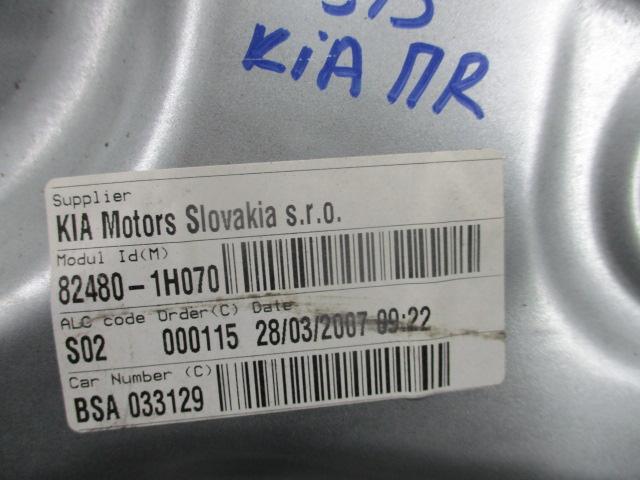 KiA ПR
Supplier
KIA Motors Slovakia s.r.o.
Modul Id(M)
82480-1H070
ALC code Order(C) Date
S02 000115 28/03/2007 09:22
Car Number (C)
BSA 033129